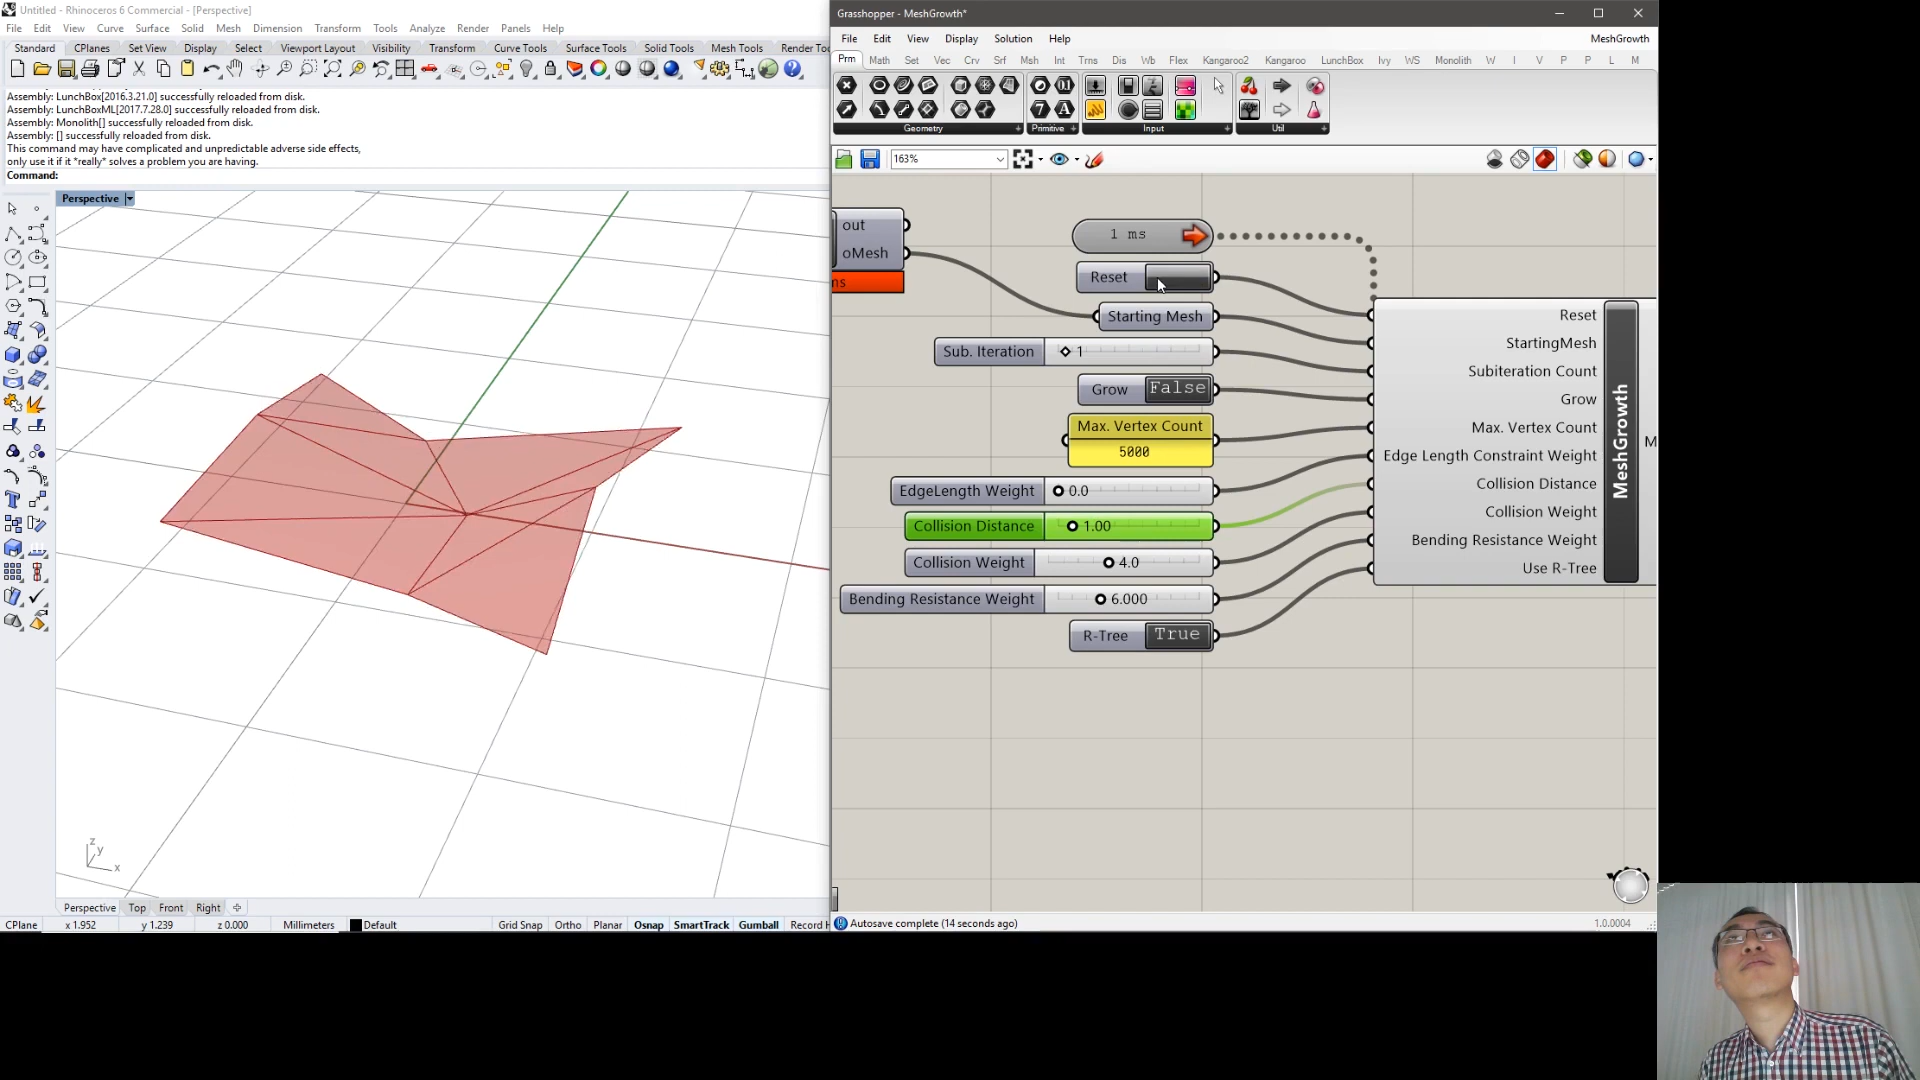 Untitled - Rhinoceros 6 Commercial - [Perspective]
File Edit View Curve Surface Solid Mesh Dimension Transform Tools Analyze Render Panels Help
Standard CPlanes Set View Display Select Viewport Layout Visibility Transform Curve Tools Surface Tools Solid Tools Mesh Tools Render To
Assembly: LunchBox[2016.3.21.0] successfully reloaded from disk.
Assembly: LunchBoxML[2017.7.28.0] successfully reloaded from disk.
Assembly: Monolith[] successfully reloaded from disk.
Assembly: [] successfully reloaded from disk.
This command may have complicated and unpredictable adverse side effects,
only use it if it *really* solves a problem you are having.
Command:
Perspective
z
y
x
Perspective Top Front Right
CPlane x 1.952 y 1.239 z 0.000 Millimeters Default Grid Snap Ortho Planar Osnap SmartTrack Gumball Record H
Grasshopper - MeshGrowth*
File Edit View Display Solution Help MeshGrowth
Prm Math Set Vec Crv Srf Msh Int Trns Dis Wb Flex Kangaroo2 Kangaroo LunchBox Ivy WS Monolith W I V P P L M
Geometry Primitive Input Util
163%
out
oMesh
ms
1 ms
Reset
Starting Mesh
Sub. Iteration 1
Grow False
Max. Vertex Count
5000
EdgeLength Weight 0.0
Collision Distance 1.00
Collision Weight 4.0
Bending Resistance Weight 6.000
R-Tree True
Reset
StartingMesh
Subiteration Count
Grow
Max. Vertex Count
Edge Length Constraint Weight
Collision Distance
Collision Weight
Bending Resistance Weight
Use R-Tree
MeshGrowth
M
Autosave complete (14 seconds ago)
1.0.0004